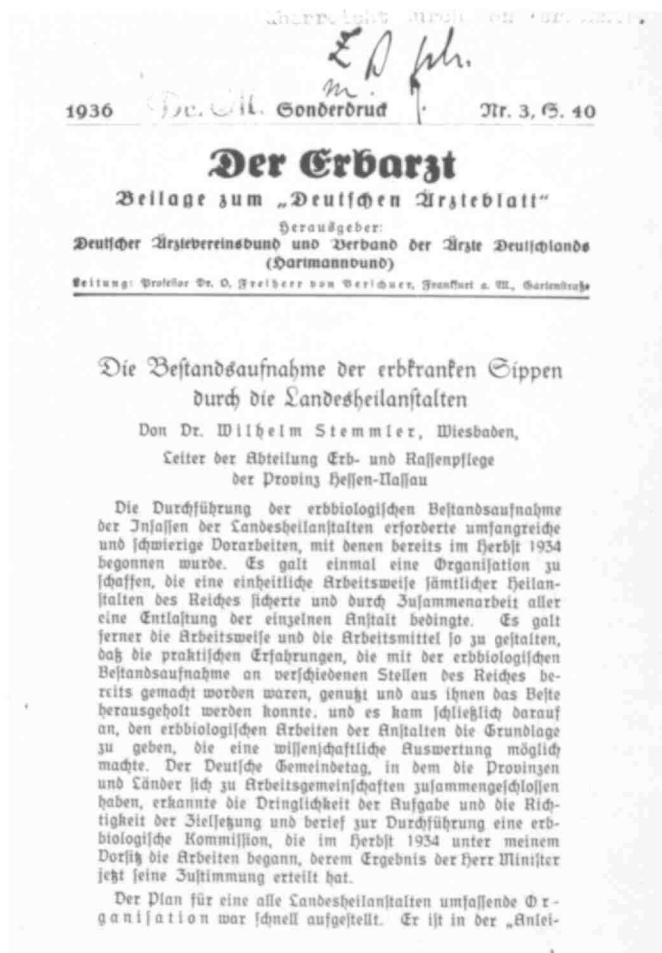 überreicht durch
1936 Dr. M. Sonderdruck Nr. 3, S. 40
Der Erbarzt
Beilage zum „Deutschen Ärzteblatt“
Herausgeber:
Deutscher Ärztevereinsbund und Verband der Ärzte Deutschlands
(Hartmannbund)
Leitung: Professor Dr. O. Freiherr von Verschuer, Frankfurt a. M., Gartenstraße
Die Bestandsaufnahme der erbkranken Sippen
durch die Landesheilanstalten
Von Dr. Wilhelm Stemmler, Wiesbaden,
Leiter der Abteilung Erb- und Rassenpflege
der Provinz Hessen-Nassau
Die Durchführung der erbbiologischen Bestandsaufnahme
der Insassen der Landesheilanstalten erforderte umfangreiche
und schwierige Vorarbeiten, mit denen bereits im Herbst 1934
begonnen wurde. Es galt einmal eine Organisation zu
schaffen, die eine einheitliche Arbeitsweise sämtlicher Heilan-
stalten des Reiches sicherte und durch Zusammenarbeit aller
eine Entlastung der einzelnen Anstalt bedingte. Es galt
ferner die Arbeitsweise und die Arbeitsmittel so zu gestalten,
daß die praktischen Erfahrungen, die mit der erbbiologischen
Bestandsaufnahme an verschiedenen Stellen des Reiches be-
reits gemacht worden waren, genutzt und aus ihnen das Beste
herausgeholt werden konnte, und es kam schließlich darauf
an, den erbbiologischen Arbeiten der Anstalten die Grundlage
zu geben, die eine wissenschaftliche Auswertung möglich
machte. Der Deutsche Gemeindetag, in dem die Provinzen
und Länder sich zu Arbeitsgemeinschaften zusammengeschlossen
haben, erkannte die Dringlichkeit der Aufgabe und die Rich-
tigkeit der Zielsetzung und berief zur Durchführung eine erb-
biologische Kommission, die im Herbst 1934 unter meinem
Vorsitz die Arbeiten begann, derem Ergebnis der Herr Minister
jetzt seine Zustimmung erteilt hat.
Der Plan für eine alle Landesheilanstalten umfassende Or-
ganisation war schnell aufgestellt. Er ist in der „Anlei-